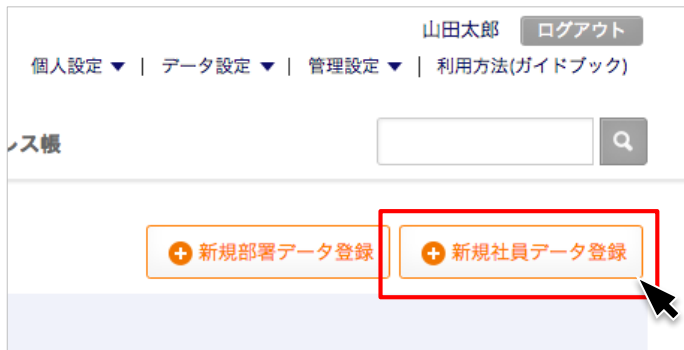 山田太郎 ログアウト
個人設定 ▼ | データ設定 ▼ | 管理設定 ▼ | 利用方法(ガイドブック)
レス帳
新規部署データ登録 新規社員データ登録